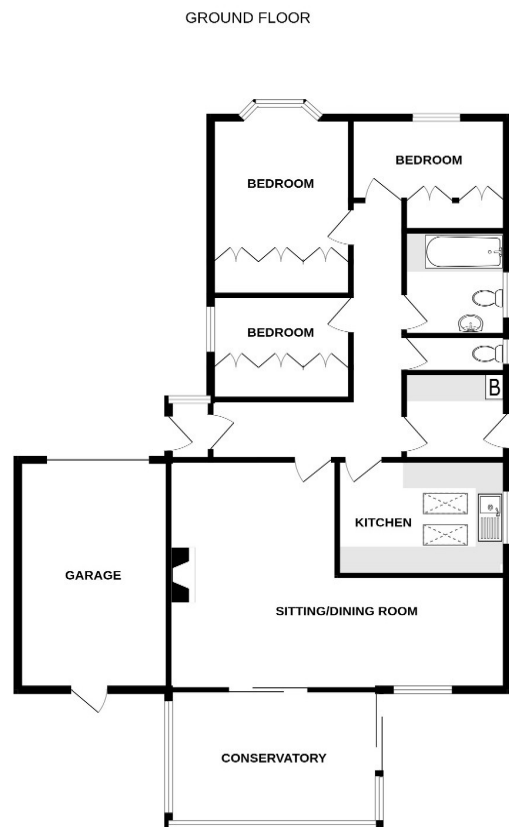 GROUND FLOOR
BEDROOM
BEDROOM
BEDROOM
B
KITCHEN
GARAGE
SITTING/DINING ROOM
CONSERVATORY